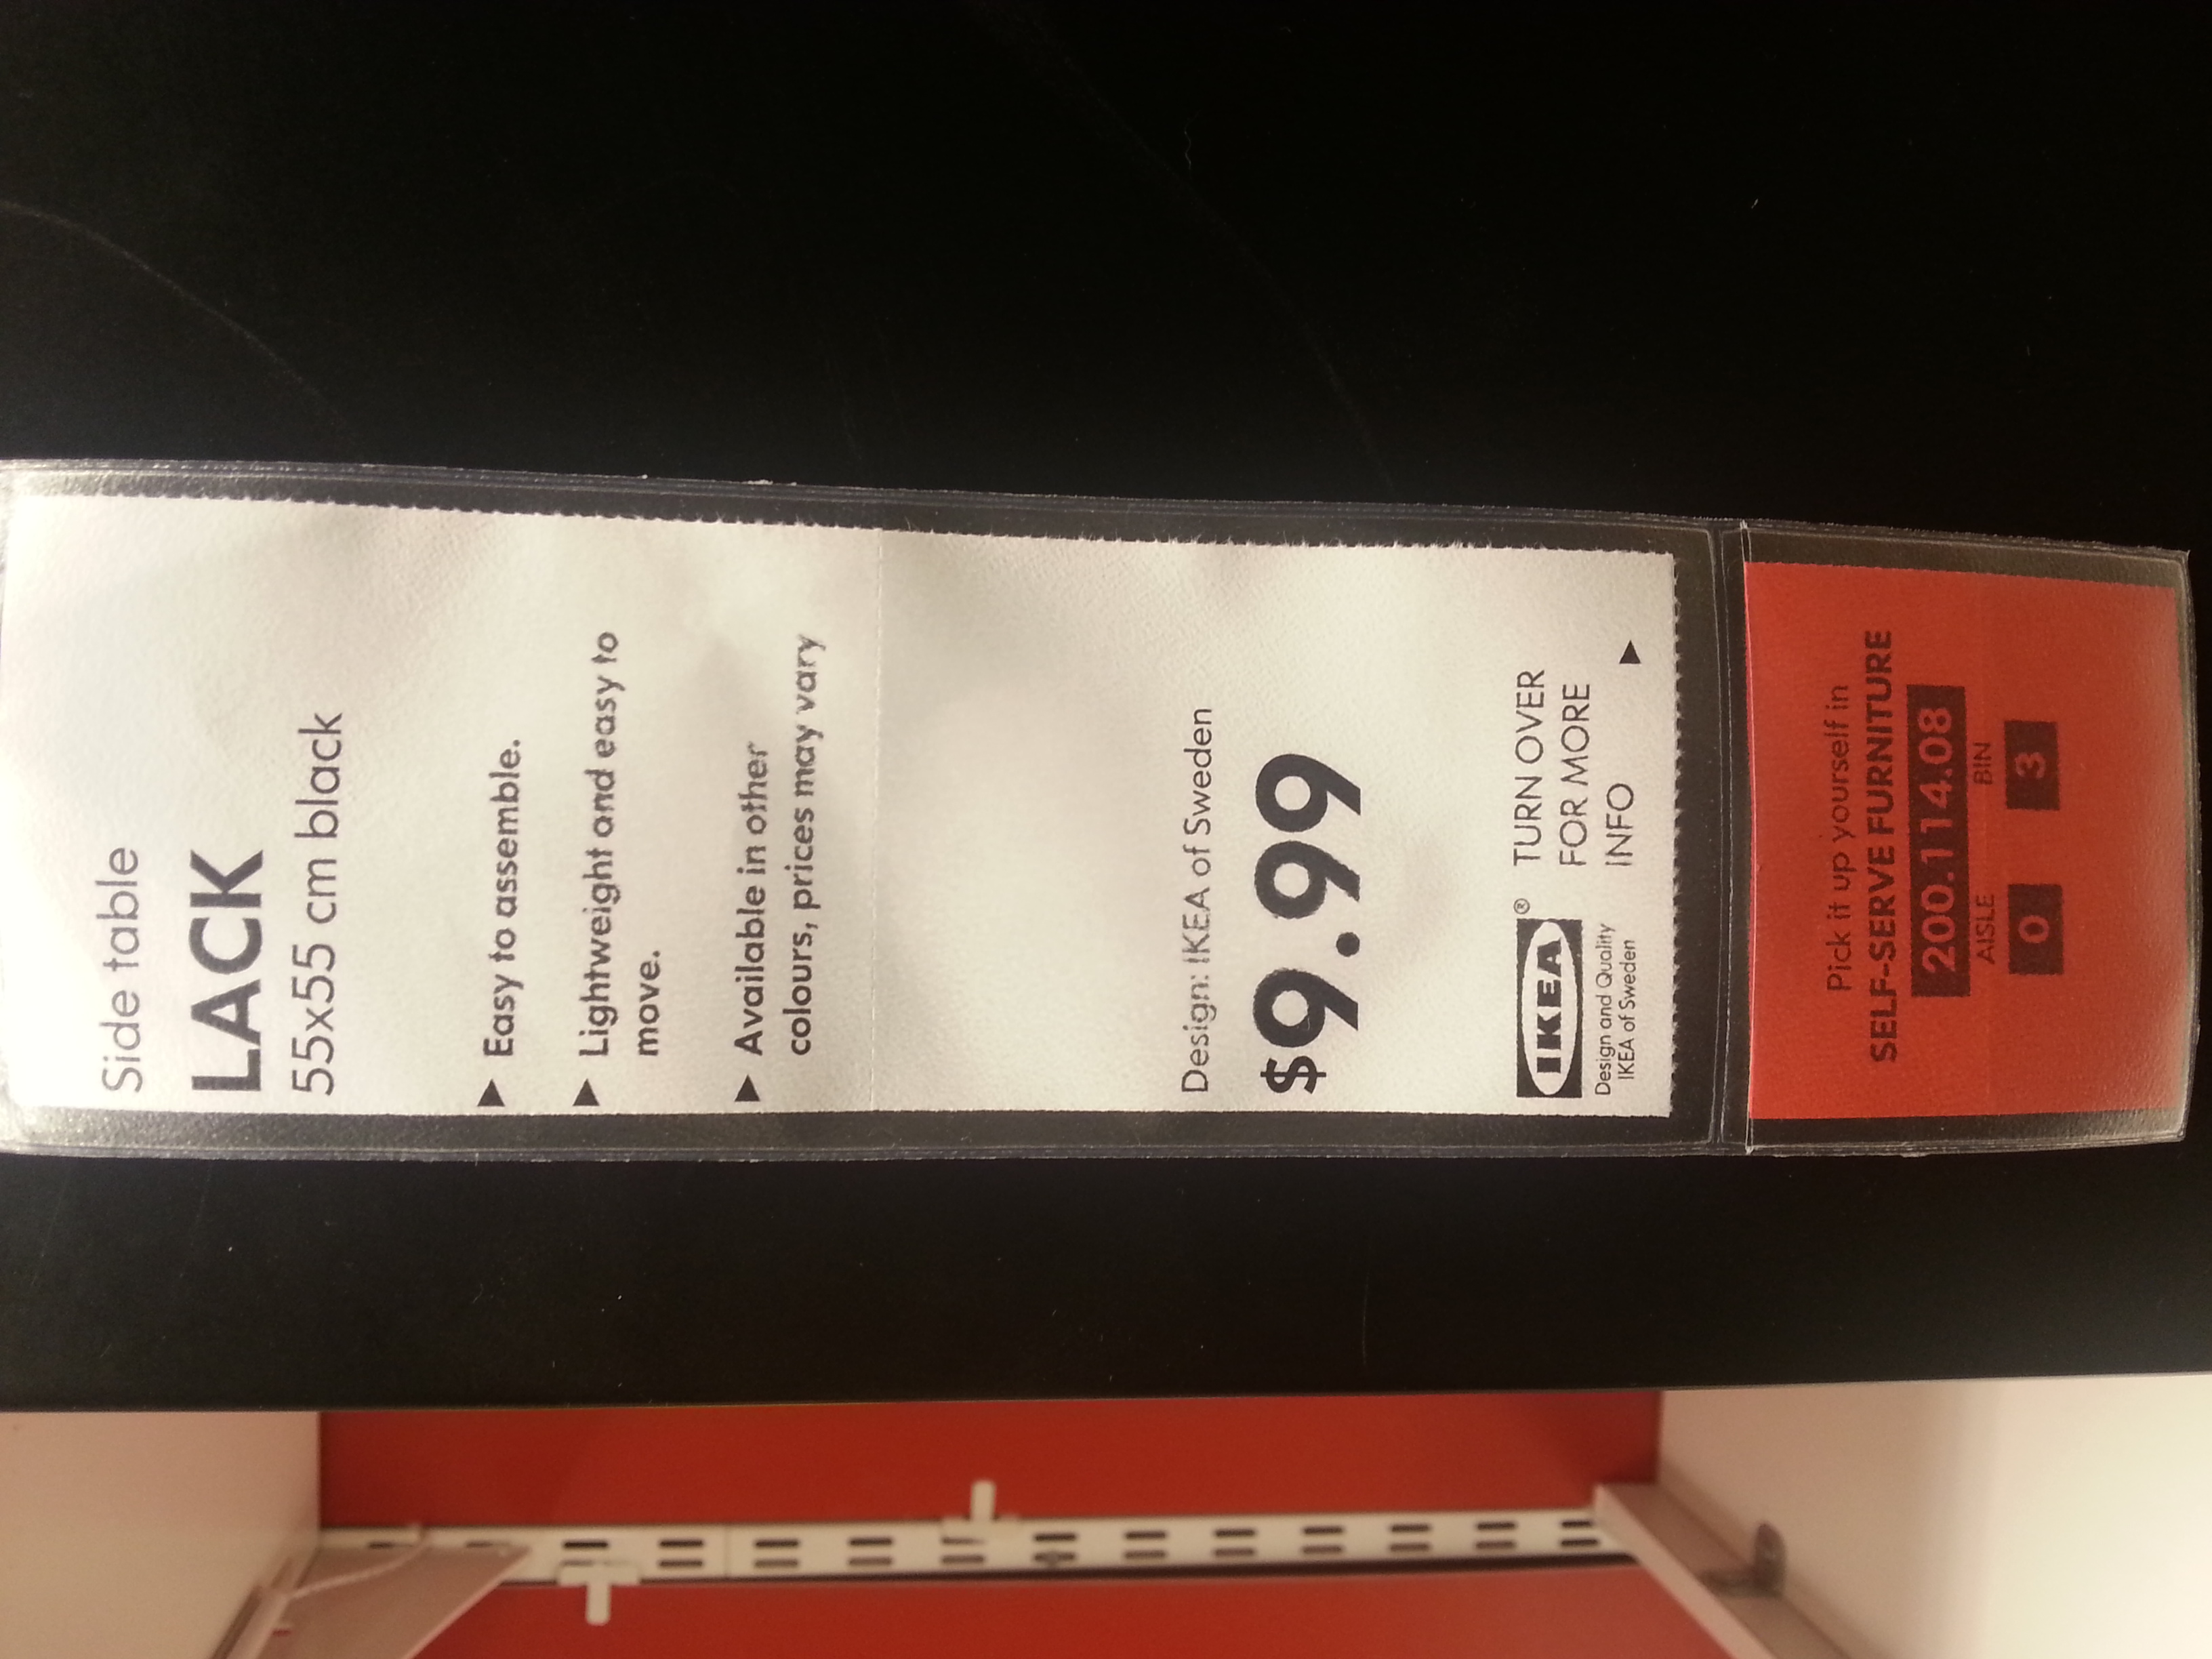 Side table
LACK
55x55 cm black
▶ Easy to assemble.
▶ Lightweight and easy to
move.
▶ Available in other
colours, prices may vary
Design: IKEA of Sweden
$9.99
IKEA®
Design and Quality
IKEA of Sweden
TURN OVER
FOR MORE
INFO ▶
Pick it up yourself in
SELF-SERVE FURNITURE
200.114.08
AISLE BIN
0 3